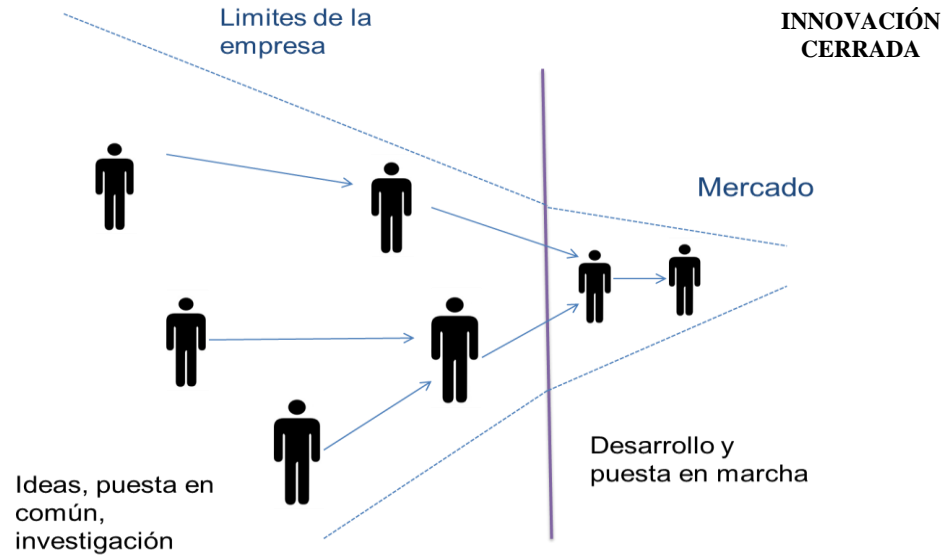 Limites de la
empresa
INNOVACIÓN
CERRADA
Mercado
Desarrollo y
puesta en marcha
Ideas, puesta en
común,
investigación